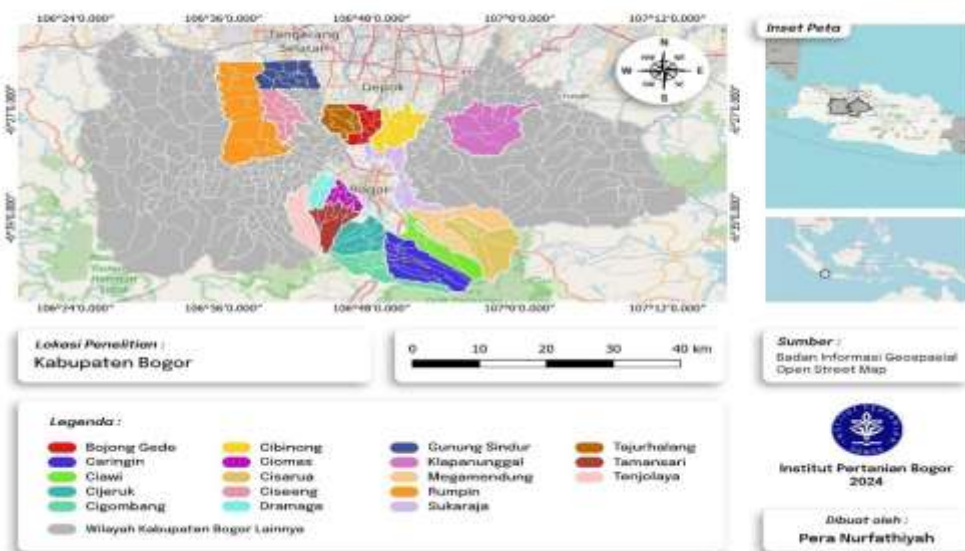 106°24'0.000" 106°36'0.000" 106°48'0.000" 107°0'0.000" 107°12'0.000"
Tangerang
Selatan
Depok
Bogor
N
W E
S
106°24'0.000" 106°36'0.000" 106°48'0.000" 107°0'0.000" 107°12'0.000"
Inset Peta
Lokasi Penelitian :
Kabupaten Bogor
0 10 20 30 40 km
Sumber :
Badan Informasi Geospasial
Open Street Map
Legenda :
Bojong Gede
Caringin
Ciawi
Cijeruk
Cigombang
Cibinong
Ciomas
Cisarua
Ciseeng
Dramaga
Gunung Sindur
Klapanunggal
Megamendung
Rumpin
Sukaraja
Tajurhalang
Tamansari
Tenjolaya
Wilayah Kabupaten Bogor Lainnya
Institut Pertanian Bogor
2024
Dibuat oleh :
Pera Nurfathiyah